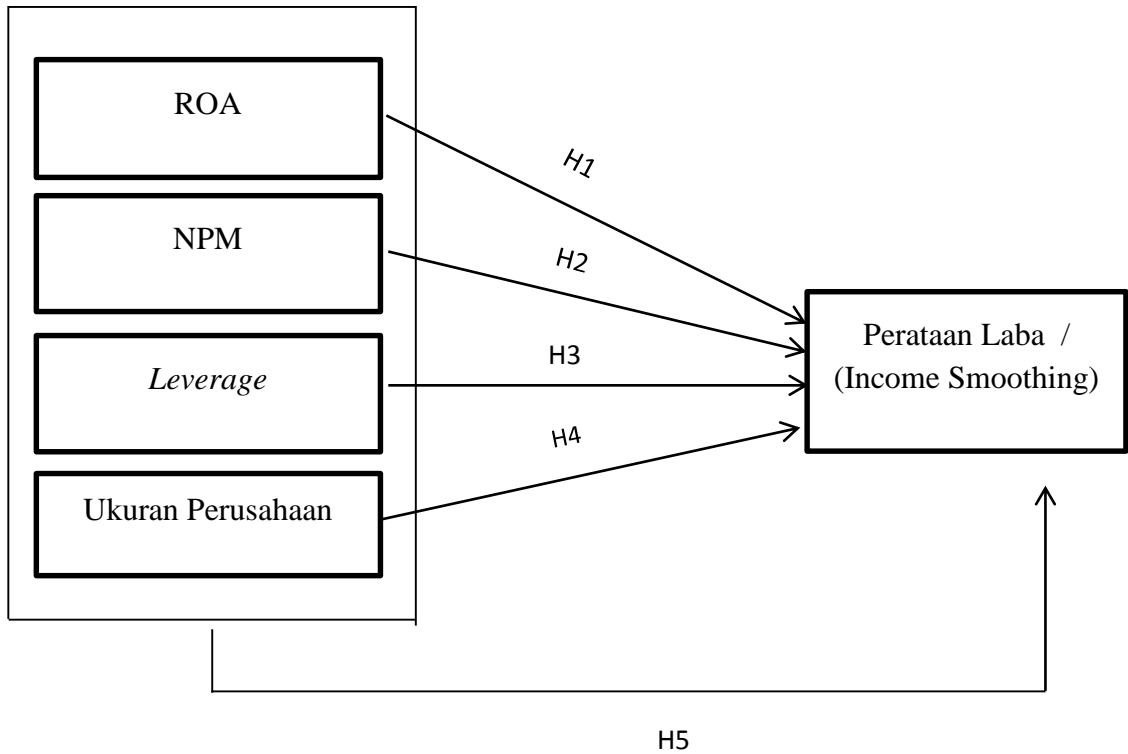 ROA
H1
NPM
H2
Leverage
H3
Perataan Laba /
(Income Smoothing)
H4
Ukuran Perusahaan
H5